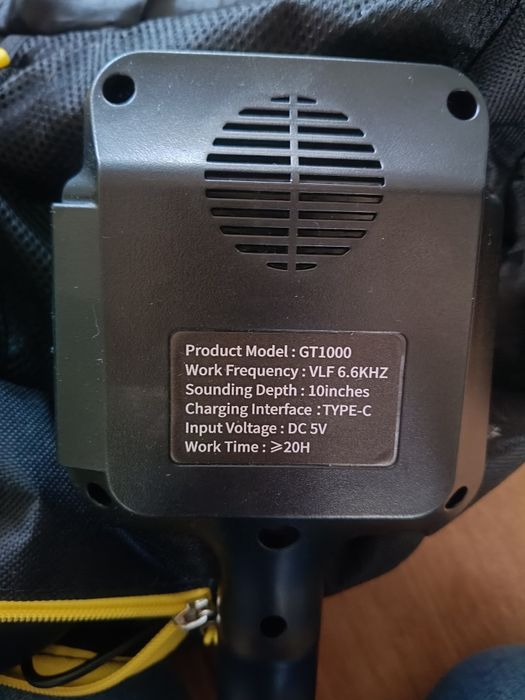 Product Model : GT1000
Work Frequency : VLF 6.6KHZ
Sounding Depth : 10inches
Charging Interface : TYPE-C
Input Voltage : DC 5V
Work Time : ⩾20H